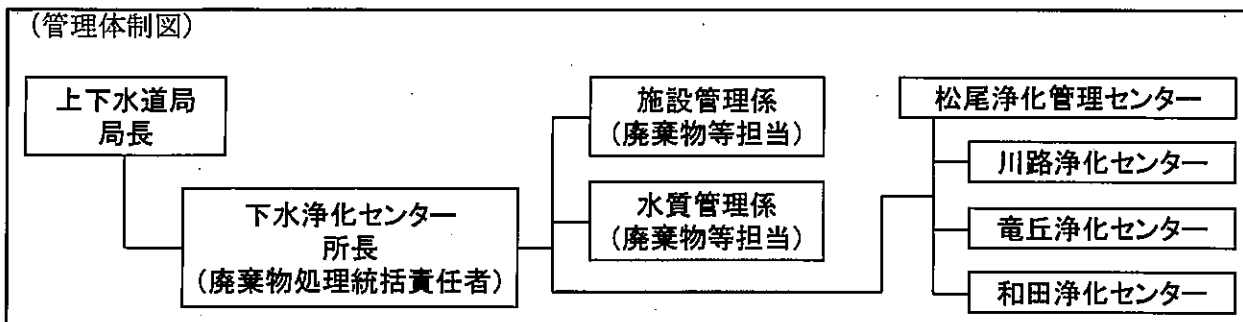 (管理体制図)
上下水道局
局長
下水浄化センター
所長
(廃棄物処理統括責任者)
施設管理係
(廃棄物等担当)
水質管理係
(廃棄物等担当)
松尾浄化管理センター
川路浄化センター
竜丘浄化センター
和田浄化センター